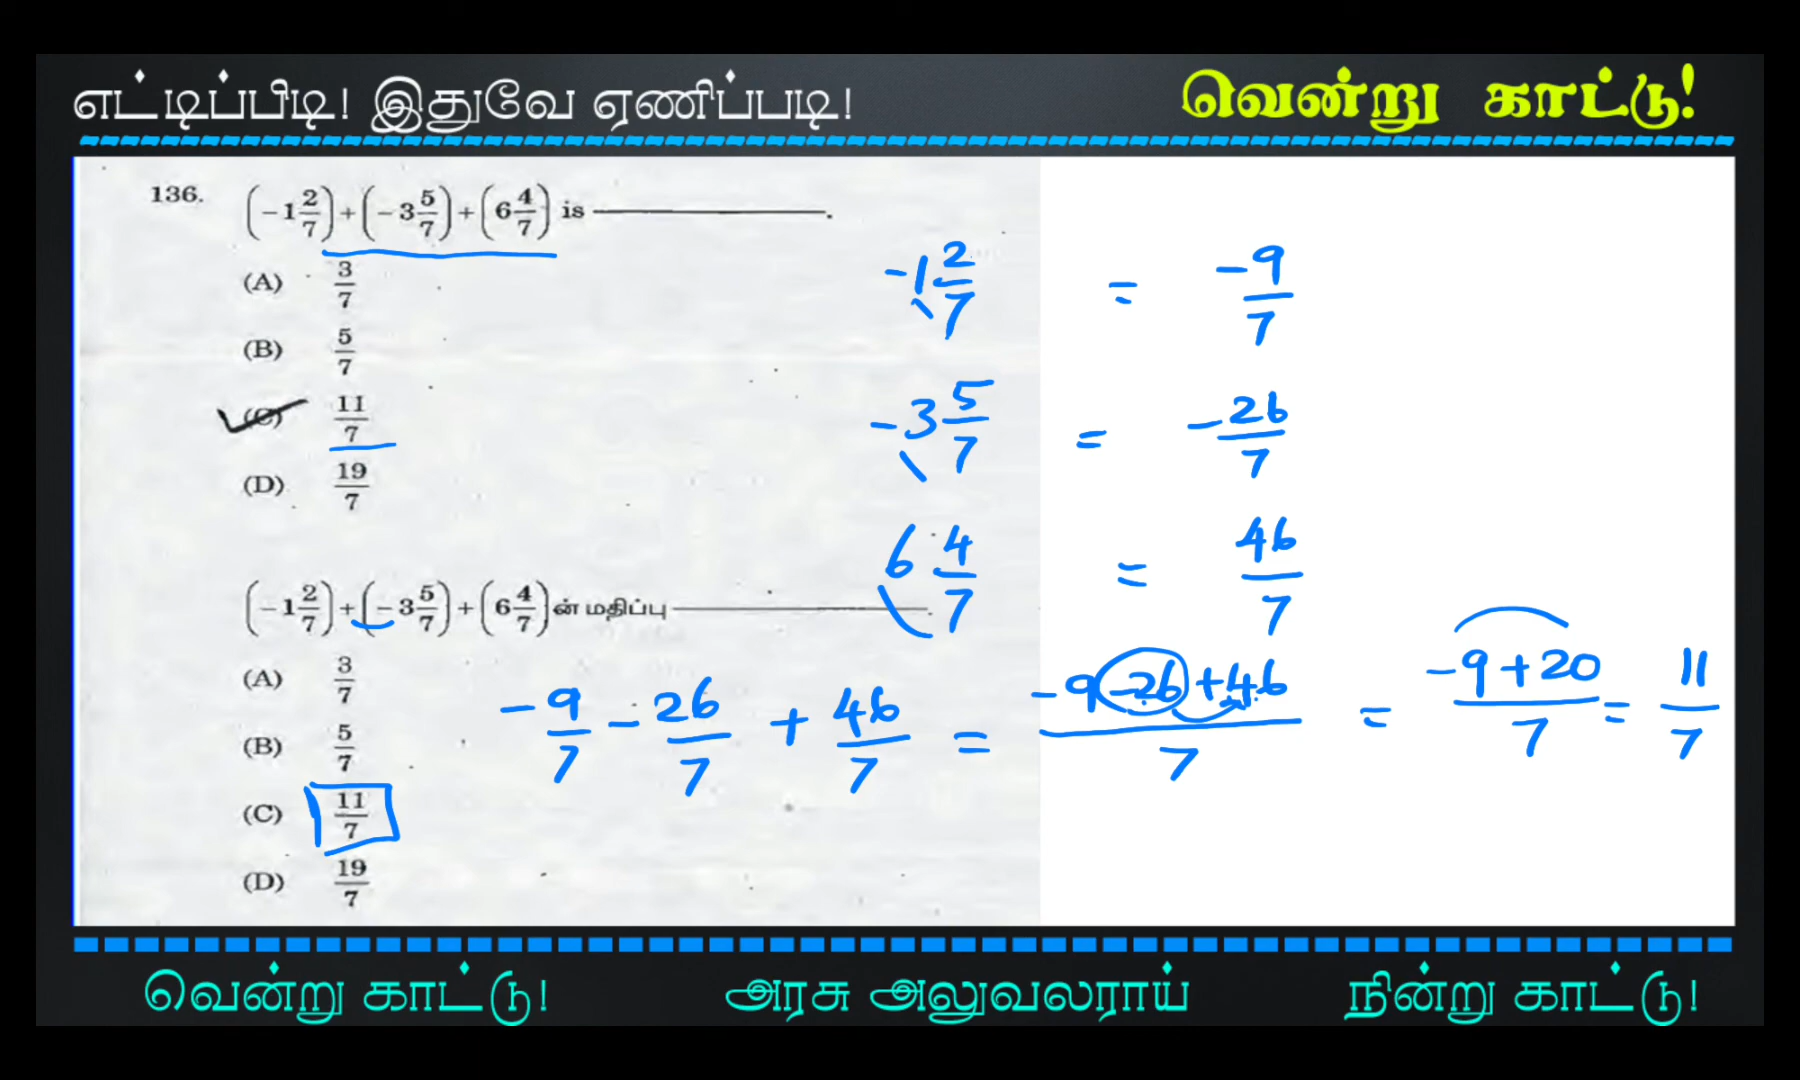 எட்டிப்பிடி! இதுவே ஏணிப்படி!
வென்று காட்டு!
136. (-1 2/7) + (-3 5/7) + (6 4/7) is ____.
(A) 3/7
(B) 5/7
(C) 11/7
(D) 19/7
(-1 2/7) + (-3 5/7) + (6 4/7) ன் மதிப்பு ____.
(A) 3/7
(B) 5/7
(C) 11/7
(D) 19/7
-1 2/7 = -9/7
-3 5/7 = -26/7
6 4/7 = 46/7
-9/7 - 26/7 + 46/7 = (-9 -26 +46)/7 = (-9 + 20)/7 = 11/7
வென்று காட்டு!
அரசு அலுவலராய்
நின்று காட்டு!